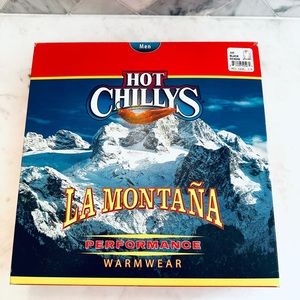 Men
HOT
CHILLYS
LA MONTAÑA
PERFORMANCE
WARMWEAR